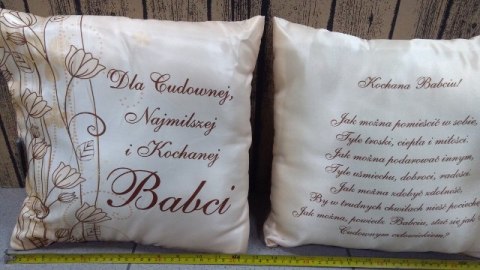 Dla Cudownej,
Najmilszej
i Kochanej
Babci
Kochana Babciu!
Jak można pomieścić w sobie,
Tyle troski, ciepła i miłości.
Jak można podarować innym,
Tyle uśmiechu, dobroci, radości.
Jak można zdobyć zdolność,
By w trudnych chwilach nieść pociechę
Jak można, powiedz Babciu, stać się jak
Cudownym człowiekiem?